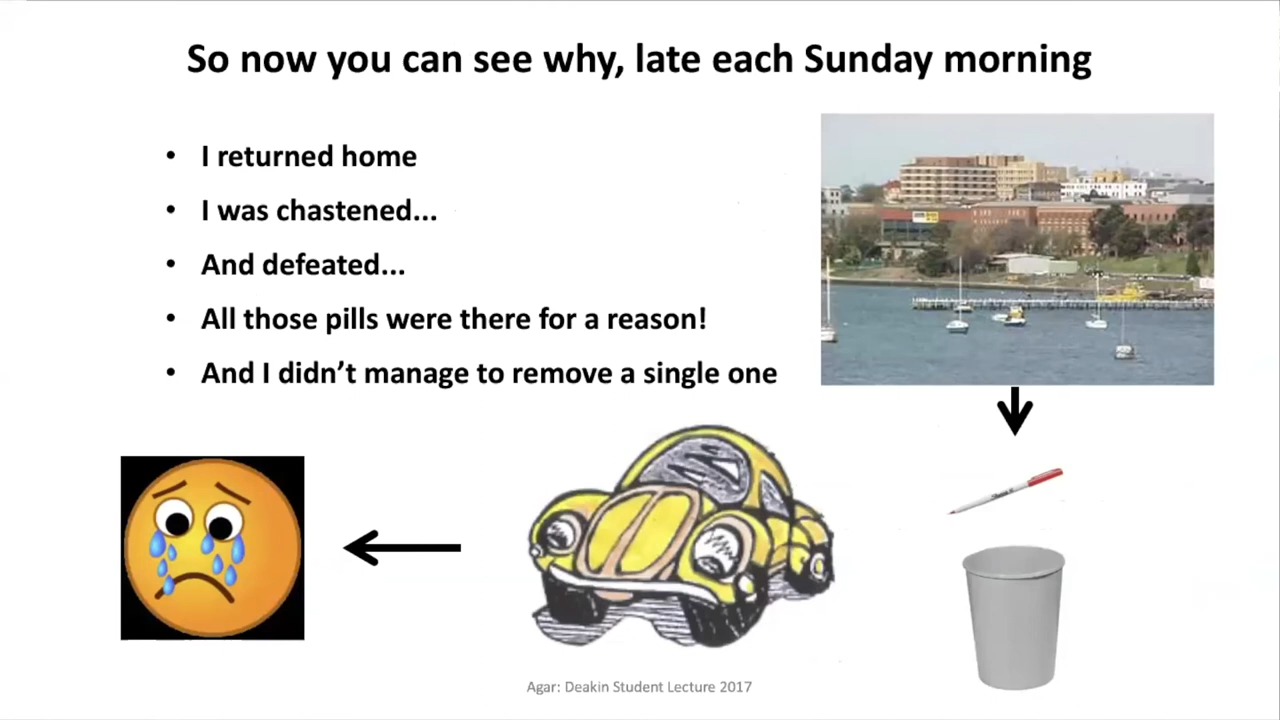 So now you can see why, late each Sunday morning
• I returned home
• I was chastened...
• And defeated...
• All those pills were there for a reason!
• And I didn’t manage to remove a single one
Agar: Deakin Student Lecture 2017